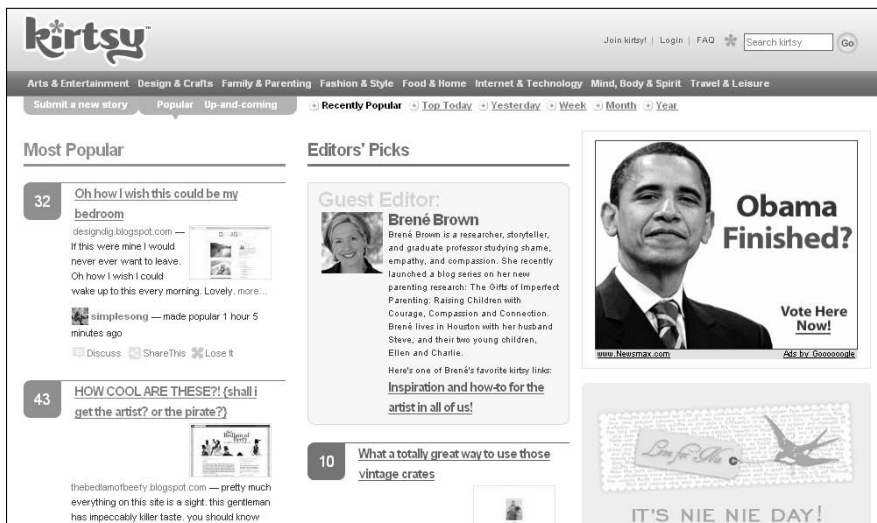 kirtsy
Join kirtsy! | Login | FAQ
Search kirtsy
Go
Arts & Entertainment Design & Crafts Family & Parenting Fashion & Style Food & Home Internet & Technology Mind, Body & Spirit Travel & Leisure
Submit a new story Popular Up-and-coming
Recently Popular Top Today Yesterday Week Month Year
Most Popular
32
Oh how I wish this could be my
bedroom
designdig.blogspot.com —
If this were mine I would
never ever want to leave.
Oh how I wish I could
wake up to this every morning. Lovely. more...
simplesong — made popular 1 hour 5
minutes ago
Discuss ShareThis Lose It
43
HOW COOL ARE THESE?! {shall i
get the artist? or the pirate?}
thebedlamofbeefy.blogspot.com — pretty much
everything on this site is a sight. this gentleman
has impeccably killer taste. you should know
Editors' Picks
Guest Editor:
Brené Brown
Brené Brown is a researcher, storyteller,
and graduate professor studying shame,
empathy, and compassion. She recently
launched a blog series on her new
parenting research: The Gifts of Imperfect
Parenting: Raising Children with
Courage, Compassion and Connection.
Brené lives in Houston with her husband
Steve, and their two young children,
Ellen and Charlie.
Here's one of Brené's favorite kirtsy links:
Inspiration and how-to for the
artist in all of us!
10
What a totally great way to use those
vintage crates
Obama
Finished?
Vote Here
Now!
www.Newsmax.com
Ads by Goooooogle
Love for Nie
IT'S NIE NIE DAY!